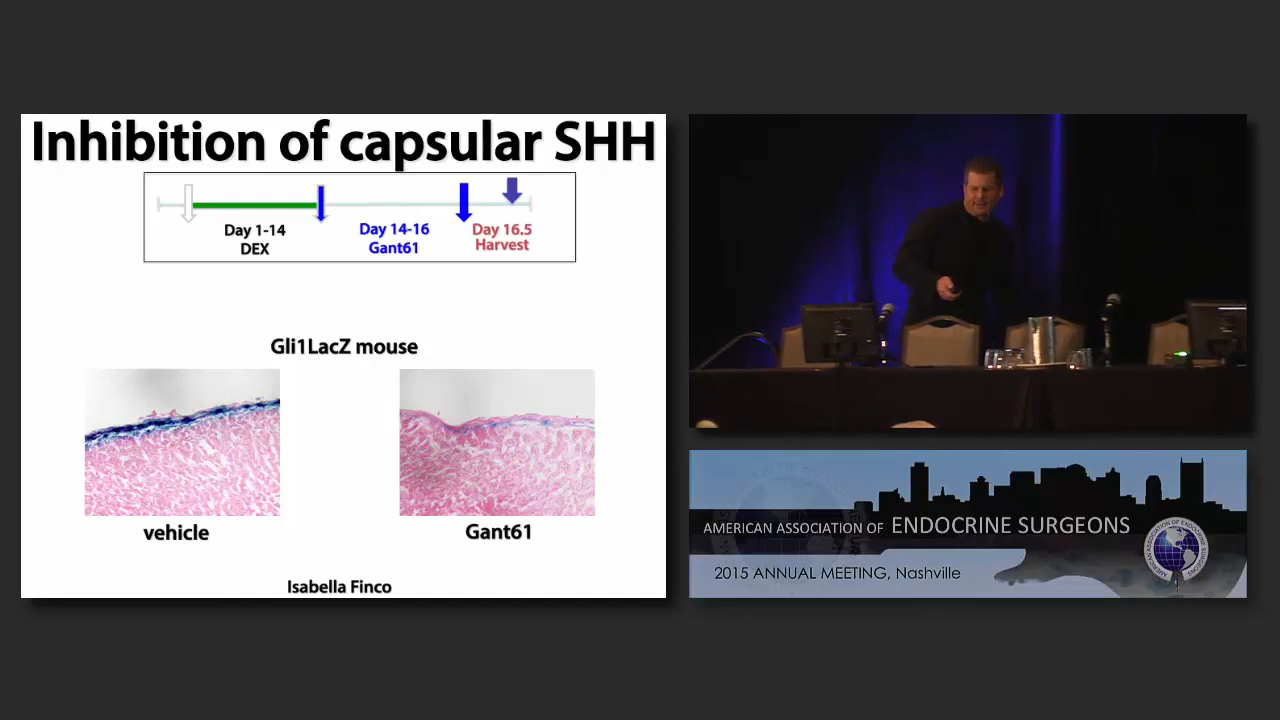 Inhibition of capsular SHH
Day 1-14
DEX
Day 14-16
Gant61
Day 16.5
Harvest
Gli1LacZ mouse
vehicle
Gant61
Isabella Finco
AMERICAN ASSOCIATION OF ENDOCRINE SURGEONS
2015 ANNUAL MEETING, Nashville